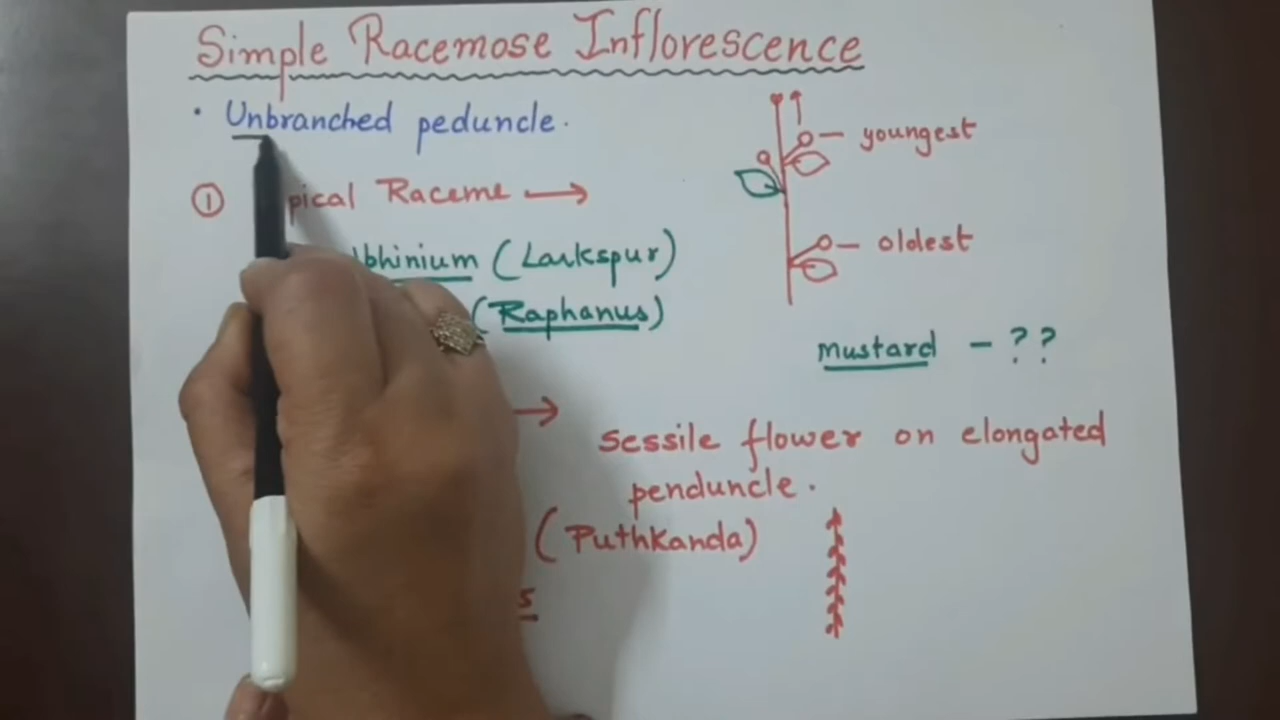 Simple Racemose Inflorescence
• Unbranched peduncle.
youngest
① pical Raceme →
oldest
lphinium (Larkspur)
(Raphanus)
mustard - ??
→ sessile flower on elongated
penduncle.
(Puthkanda)
s